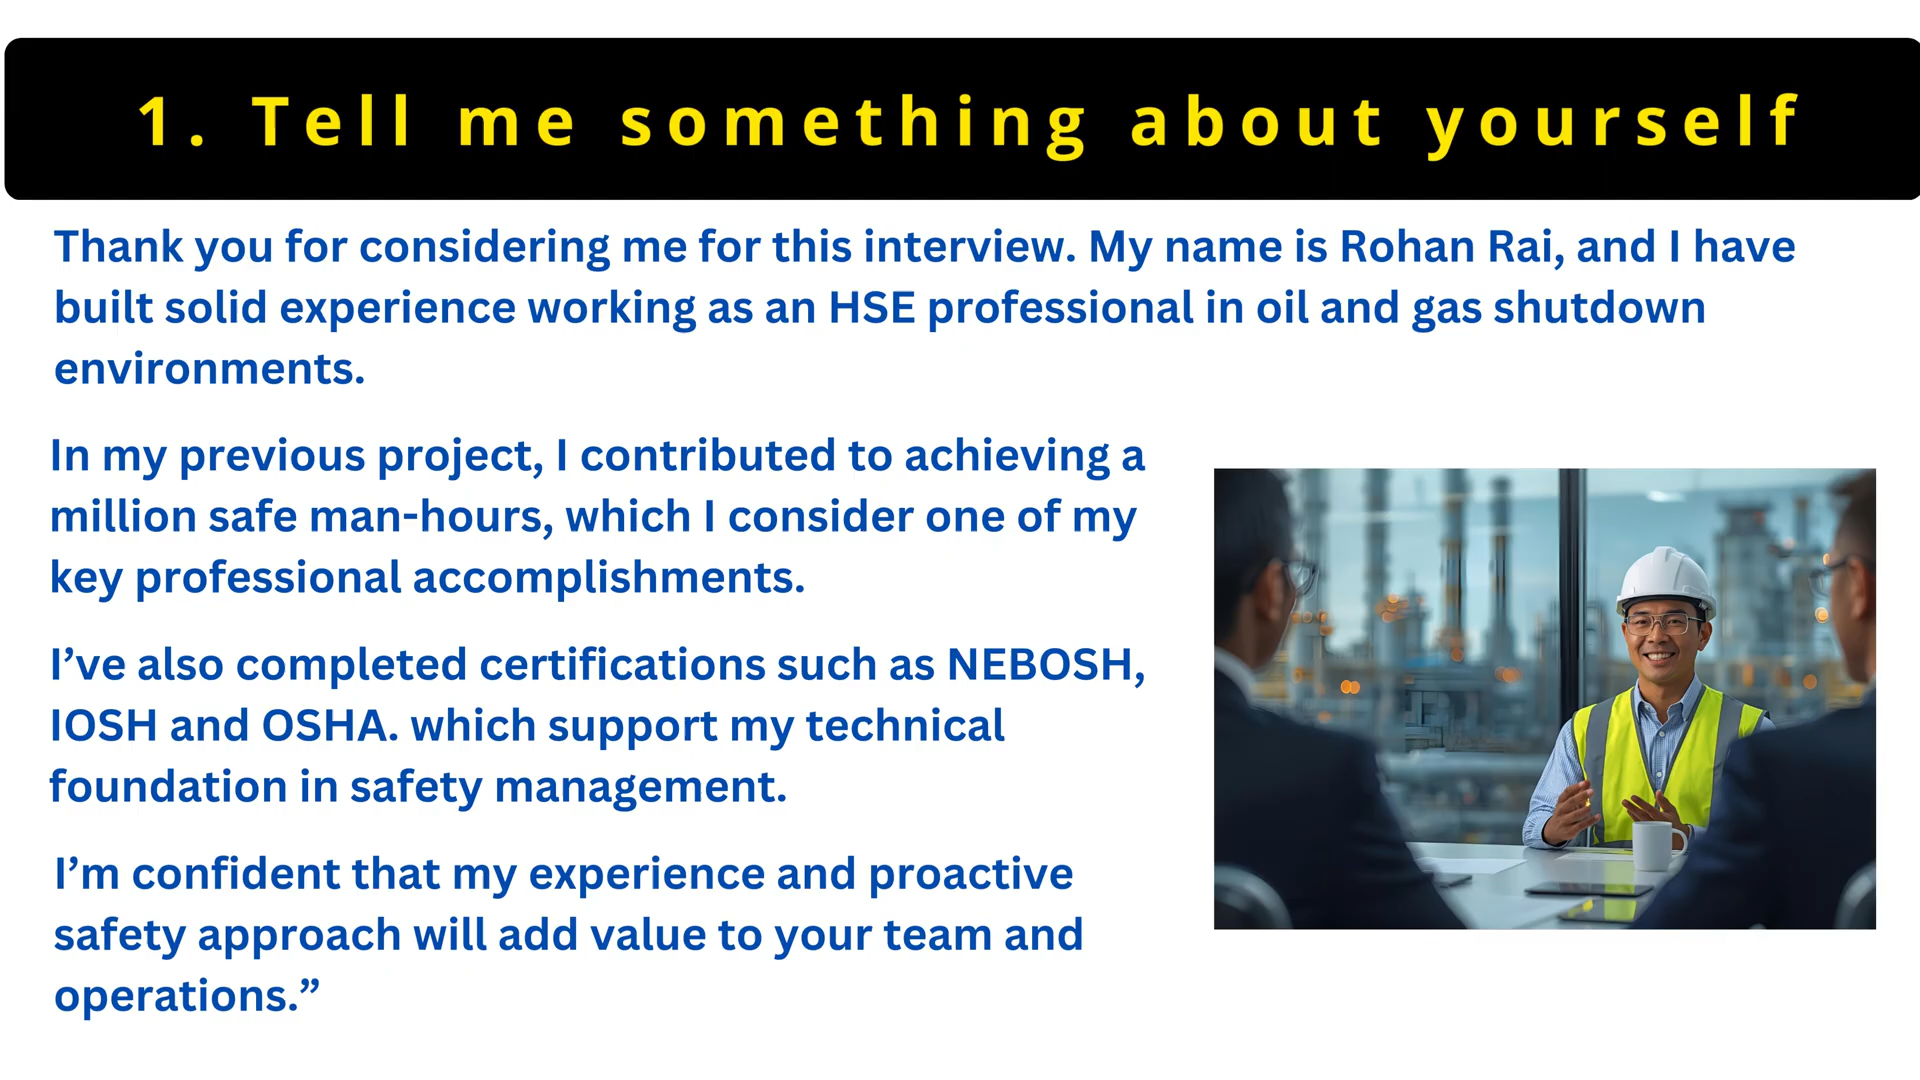 1. Tell me something about yourself
Thank you for considering me for this interview. My name is Rohan Rai, and I have
built solid experience working as an HSE professional in oil and gas shutdown
environments.
In my previous project, I contributed to achieving a
million safe man-hours, which I consider one of my
key professional accomplishments.
I’ve also completed certifications such as NEBOSH,
IOSH and OSHA. which support my technical
foundation in safety management.
I’m confident that my experience and proactive
safety approach will add value to your team and
operations.”